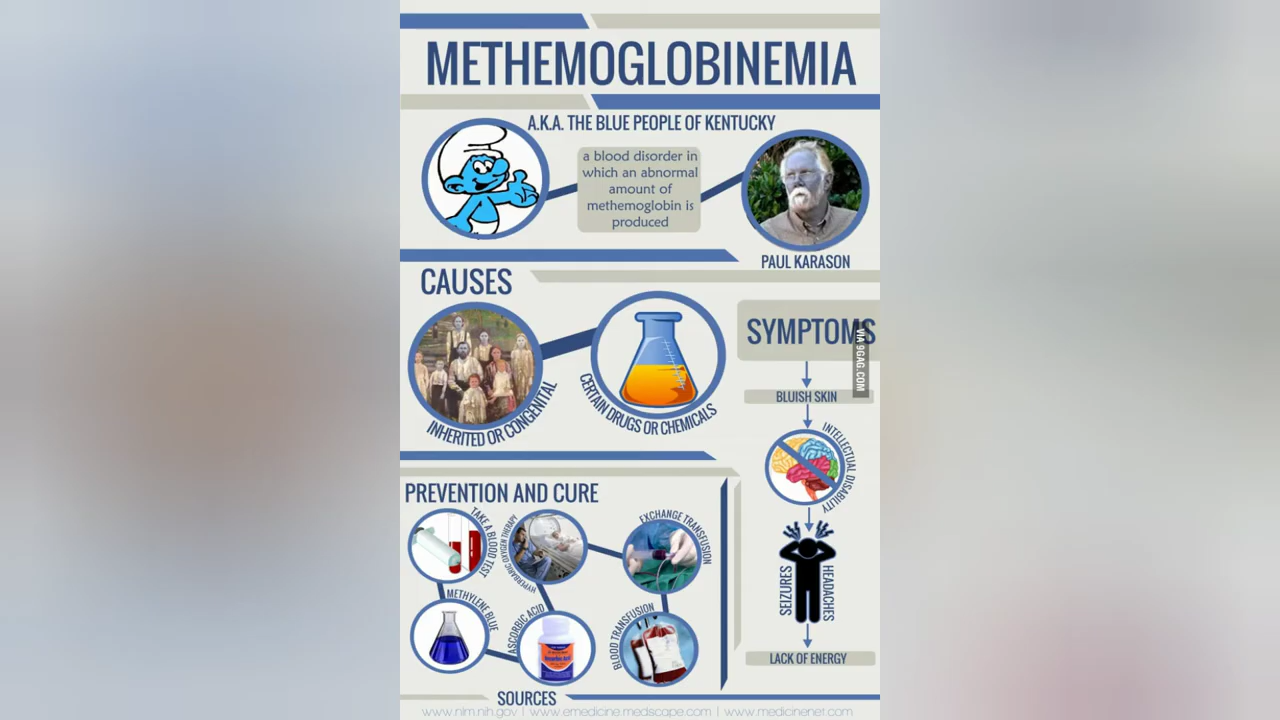 METHEMOGLOBINEMIA
A.K.A. THE BLUE PEOPLE OF KENTUCKY
a blood disorder in
which an abnormal
amount of
methemoglobin is
produced
PAUL KARASON
CAUSES
INHERITED OR CONGENITAL
CERTAIN DRUGS OR CHEMICALS
SYMPTOMS
VIA 9GAG.COM
BLUISH SKIN
INTELLECTUAL DISABILITY
SEIZURES
HEADACHES
LACK OF ENERGY
PREVENTION AND CURE
TAKE A BLOOD TEST
HYPERBARIC OXYGEN THERAPY
EXCHANGE TRANSFUSION
METHYLENE BLUE
ASCORBIC ACID
BLOOD TRANSFUSION
SOURCES
www.nlm.nih.gov | www.emedicine.medscape.com | www.medicinenet.com